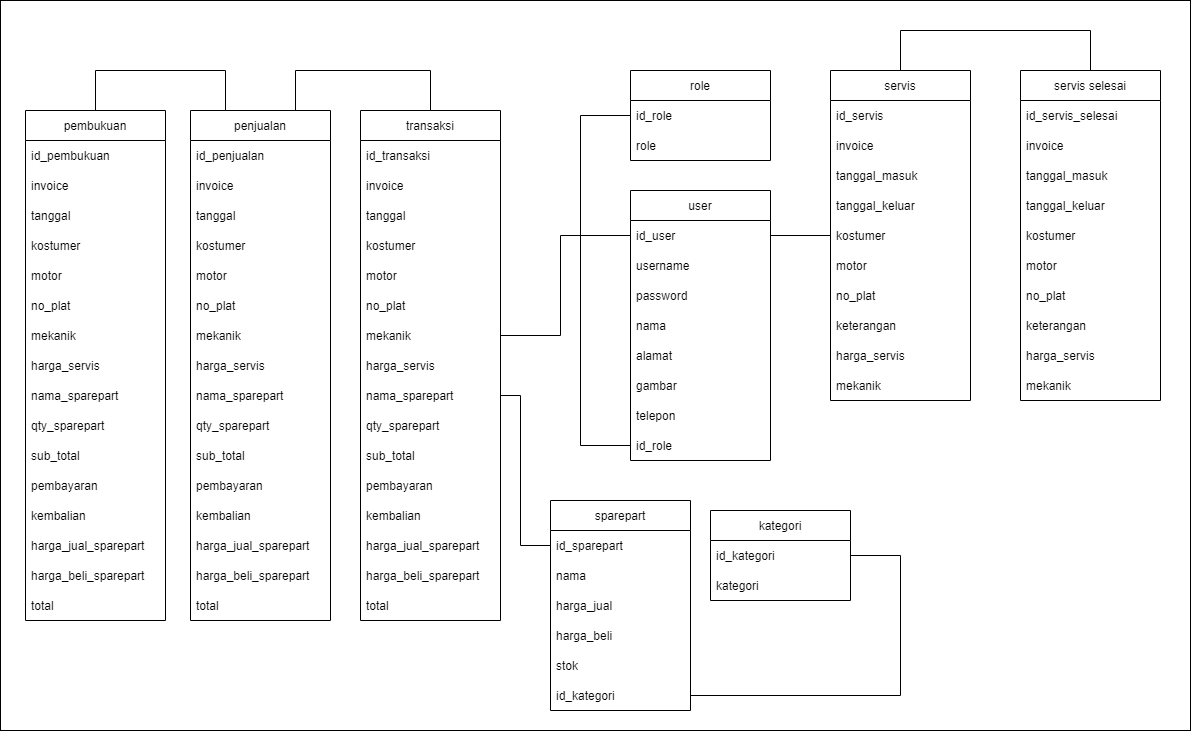 pembukuan
id_pembukuan
invoice
tanggal
kostumer
motor
no_plat
mekanik
harga_servis
nama_sparepart
qty_sparepart
sub_total
pembayaran
kembalian
harga_jual_sparepart
harga_beli_sparepart
total
penjualan
id_penjualan
invoice
tanggal
kostumer
motor
no_plat
mekanik
harga_servis
nama_sparepart
qty_sparepart
sub_total
pembayaran
kembalian
harga_jual_sparepart
harga_beli_sparepart
total
transaksi
id_transaksi
invoice
tanggal
kostumer
motor
no_plat
mekanik
harga_servis
nama_sparepart
qty_sparepart
sub_total
pembayaran
kembalian
harga_jual_sparepart
harga_beli_sparepart
total
role
id_role
role
user
id_user
username
password
nama
alamat
gambar
telepon
id_role
servis
id_servis
invoice
tanggal_masuk
tanggal_keluar
kostumer
motor
no_plat
keterangan
harga_servis
mekanik
servis selesai
id_servis_selesai
invoice
tanggal_masuk
tanggal_keluar
kostumer
motor
no_plat
keterangan
harga_servis
mekanik
sparepart
id_sparepart
nama
harga_jual
harga_beli
stok
id_kategori
kategori
id_kategori
kategori